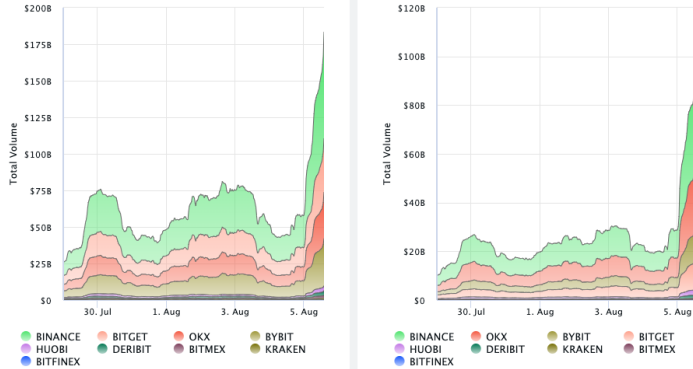 $200B
$175B
$150B
$125B
$100B
$75B
$50B
$25B
$0
Total Volume
30. Jul
1. Aug
3. Aug
5. Aug
BINANCE BITGET OKX BYBIT
HUOBI DERIBIT BITMEX KRAKEN
BITFINEX
$120B
$100B
$80B
$60B
$40B
$20B
$0
Total Volume
30. Jul
1. Aug
3. Aug
5. Aug
BINANCE OKX BYBIT BITGET
HUOBI DERIBIT KRAKEN BITMEX
BITFINEX